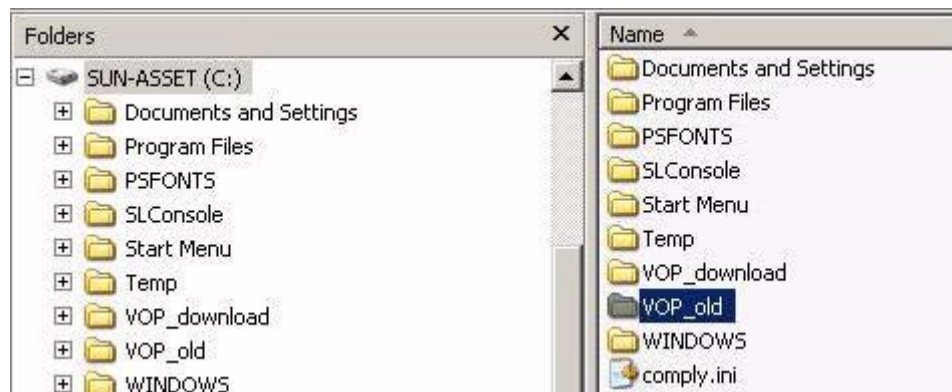 Folders
SUN-ASSET (C:)
Documents and Settings
Program Files
PSFONTS
SLConsole
Start Menu
Temp
VOP_download
VOP_old
WINDOWS
Name
Documents and Settings
Program Files
PSFONTS
SLConsole
Start Menu
Temp
VOP_download
VOP_old
WINDOWS
comply.ini